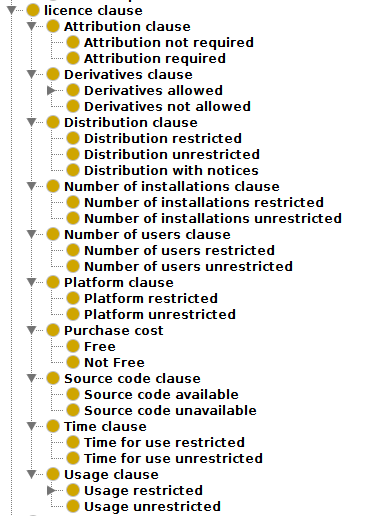 licence clause
Attribution clause
Attribution not required
Attribution required
Derivatives clause
Derivatives allowed
Derivatives not allowed
Distribution clause
Distribution restricted
Distribution unrestricted
Distribution with notices
Number of installations clause
Number of installations restricted
Number of installations unrestricted
Number of users clause
Number of users restricted
Number of users unrestricted
Platform clause
Platform restricted
Platform unrestricted
Purchase cost
Free
Not Free
Source code clause
Source code available
Source code unavailable
Time clause
Time for use restricted
Time for use unrestricted
Usage clause
Usage restricted
Usage unrestricted